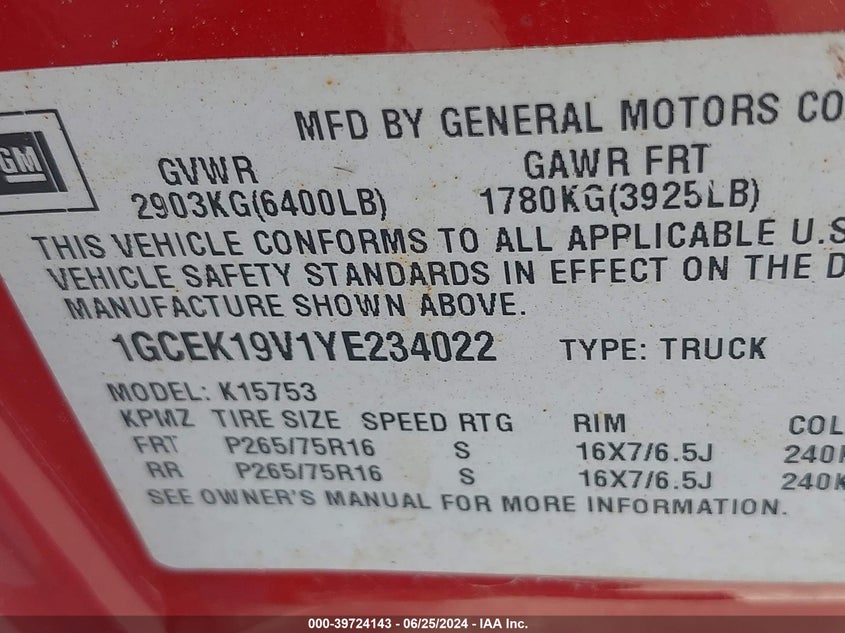 GM
MFD BY GENERAL MOTORS CO
GVWR GAWR FRT
2903KG(6400LB) 1780KG(3925LB)
THIS VEHICLE CONFORMS TO ALL APPLICABLE U.S
VEHICLE SAFETY STANDARDS IN EFFECT ON THE D
MANUFACTURE SHOWN ABOVE.
1GCEK19V1YE234022 TYPE: TRUCK
MODEL: K15753
KPMZ TIRE SIZE SPEED RTG RIM COL
FRT P265/75R16 S 16X7/6.5J 240K
RR P265/75R16 S 16X7/6.5J 240K
SEE OWNER'S MANUAL FOR MORE INFORMATION.
000-39724143 - 06/25/2024 - IAA Inc.